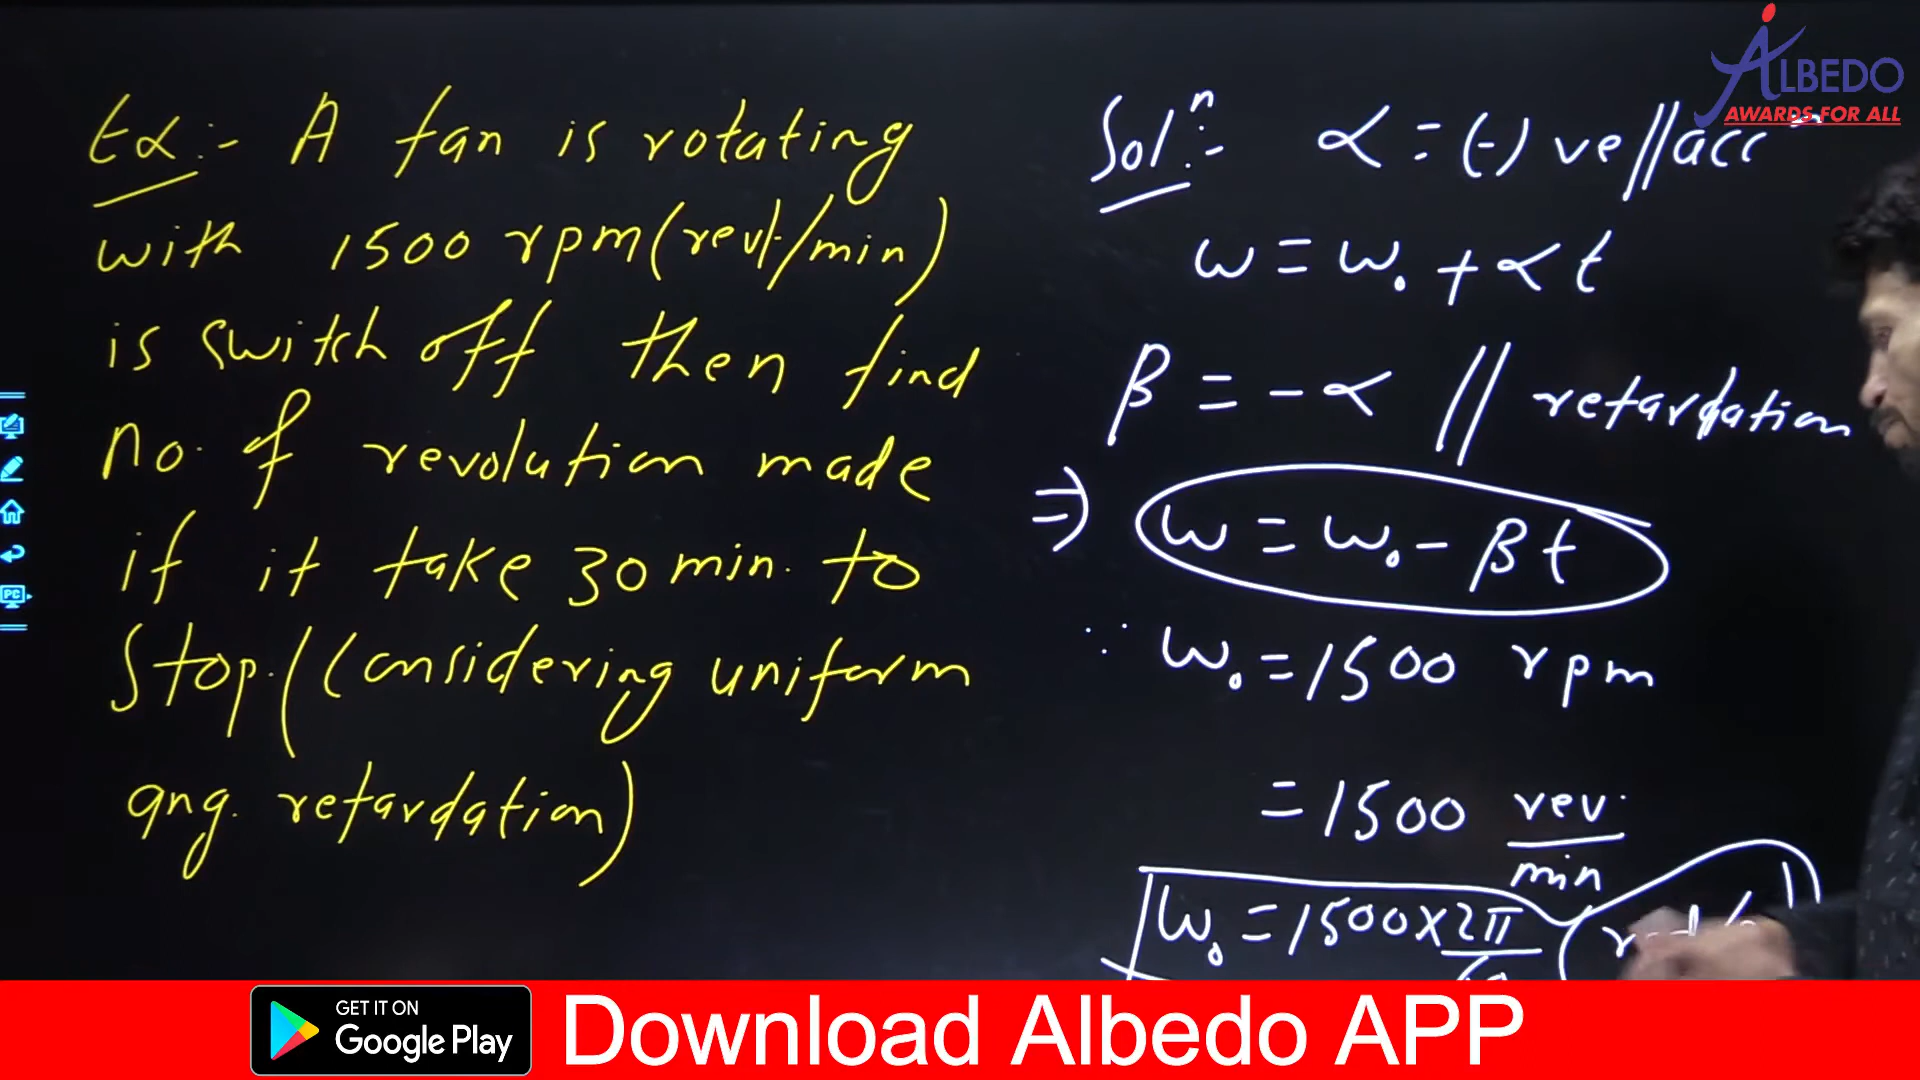 Ex:- A fan is rotating
with 1500 rpm (rev./min)
is switch off then find
no. of revolution made
if it take 30 min. to
stop. (Considering uniform
ang. retardation)
Solⁿ:- α = (-) ve // accⁿ
ω = ω₀ + αt
β = -α // retardation
⇒ ω = ω₀ - βt
∵ ω₀ = 1500 rpm
= 1500 rev./min
ω₀ = 1500 × 2π/60
ALBEDO
AWARDS FOR ALL
PC
GET IT ON
Google Play
Download Albedo APP